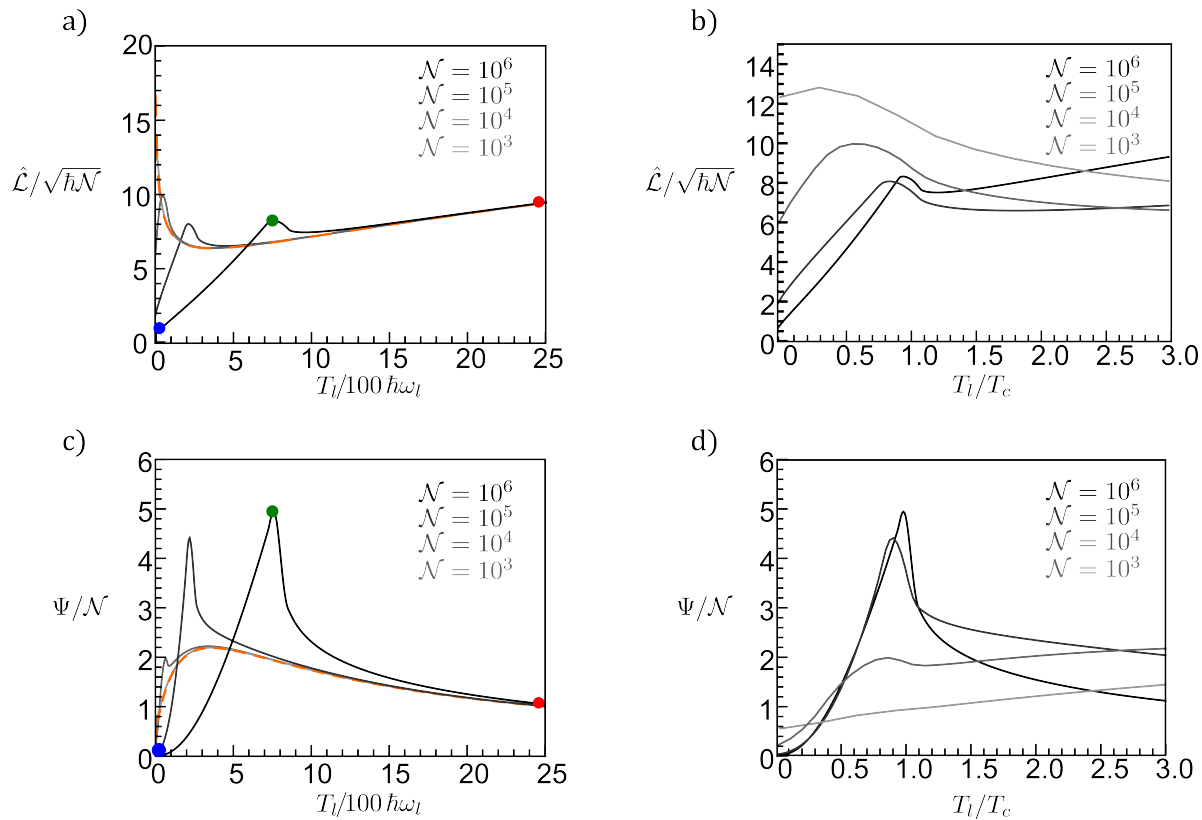 a)
20
15
10
5
0
ℒ̂/√ℏ𝒩
𝒩 = 10⁶
𝒩 = 10⁵
𝒩 = 10⁴
𝒩 = 10³
0 5 10 15 20 25
T_l/100 ℏω_l
b)
14
12
10
8
6
4
2
0
ℒ̂/√ℏ𝒩
𝒩 = 10⁶
𝒩 = 10⁵
𝒩 = 10⁴
𝒩 = 10³
0 0.5 1.0 1.5 2.0 2.5 3.0
T_l/T_c
c)
6
5
4
3
2
1
0
Ψ/𝒩
𝒩 = 10⁶
𝒩 = 10⁵
𝒩 = 10⁴
𝒩 = 10³
0 5 10 15 20 25
T_l/100 ℏω_l
d)
6
5
4
3
2
1
0
Ψ/𝒩
𝒩 = 10⁶
𝒩 = 10⁵
𝒩 = 10⁴
𝒩 = 10³
0 0.5 1.0 1.5 2.0 2.5 3.0
T_l/T_c